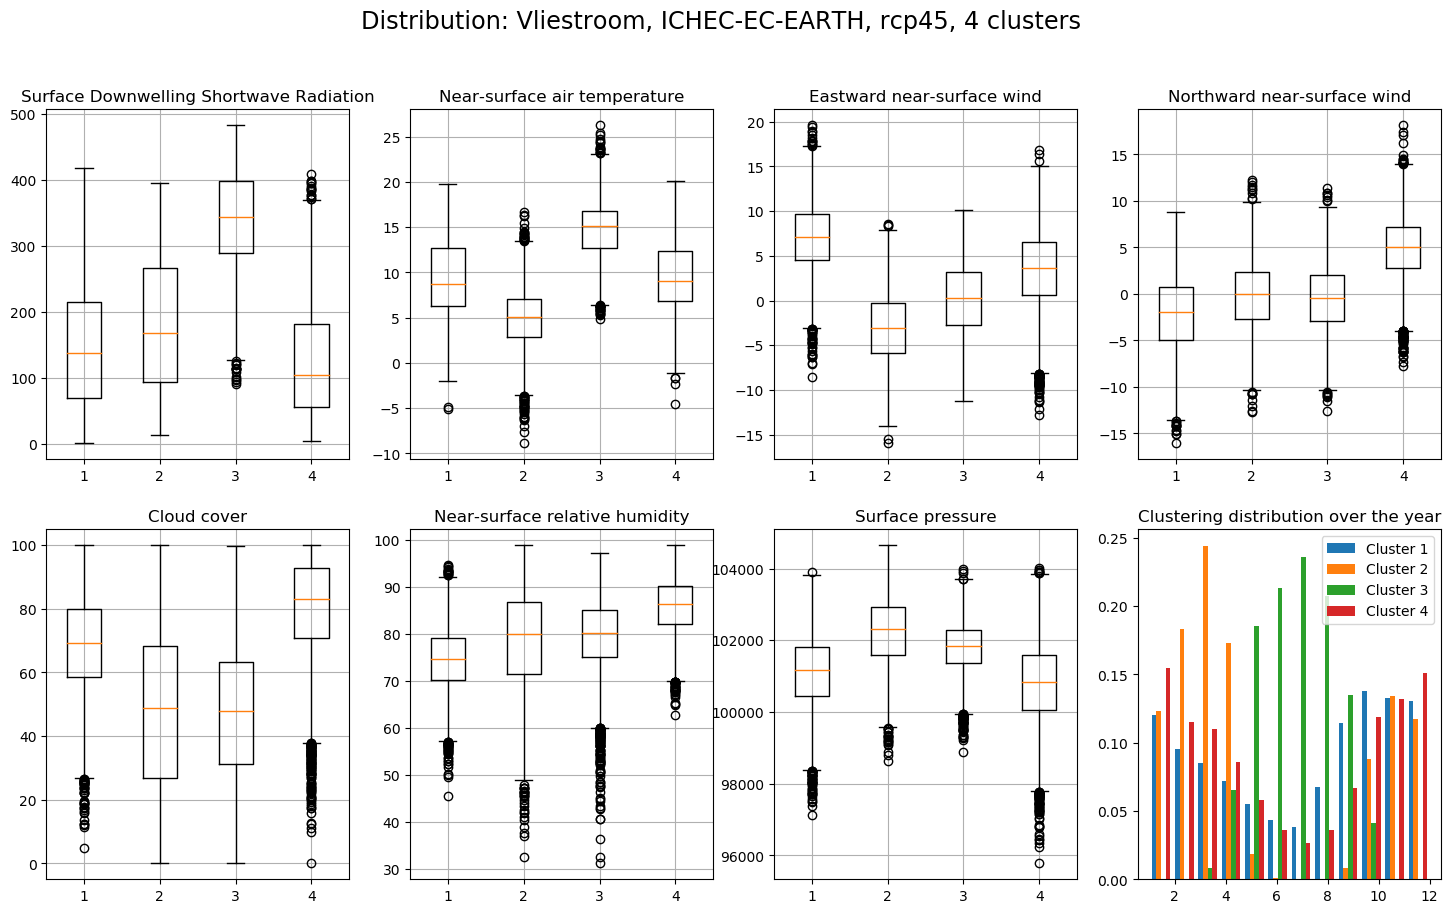 Distribution: Vliestroom, ICHEC-EC-EARTH, rcp45, 4 clusters
Surface Downwelling Shortwave Radiation
500
400
300
200
100
0
1 2 3 4
Near-surface air temperature
25
20
15
10
5
0
−5
−10
1 2 3 4
Eastward near-surface wind
20
15
10
5
0
−5
−10
−15
1 2 3 4
Northward near-surface wind
15
10
5
0
−5
−10
−15
1 2 3 4
Cloud cover
100
80
60
40
20
0
1 2 3 4
Near-surface relative humidity
100
90
80
70
60
50
40
30
1 2 3 4
Surface pressure
104000
102000
100000
98000
96000
1 2 3 4
Clustering distribution over the year
0.25
0.20
0.15
0.10
0.05
0.00
2 4 6 8 10 12
Cluster 1
Cluster 2
Cluster 3
Cluster 4